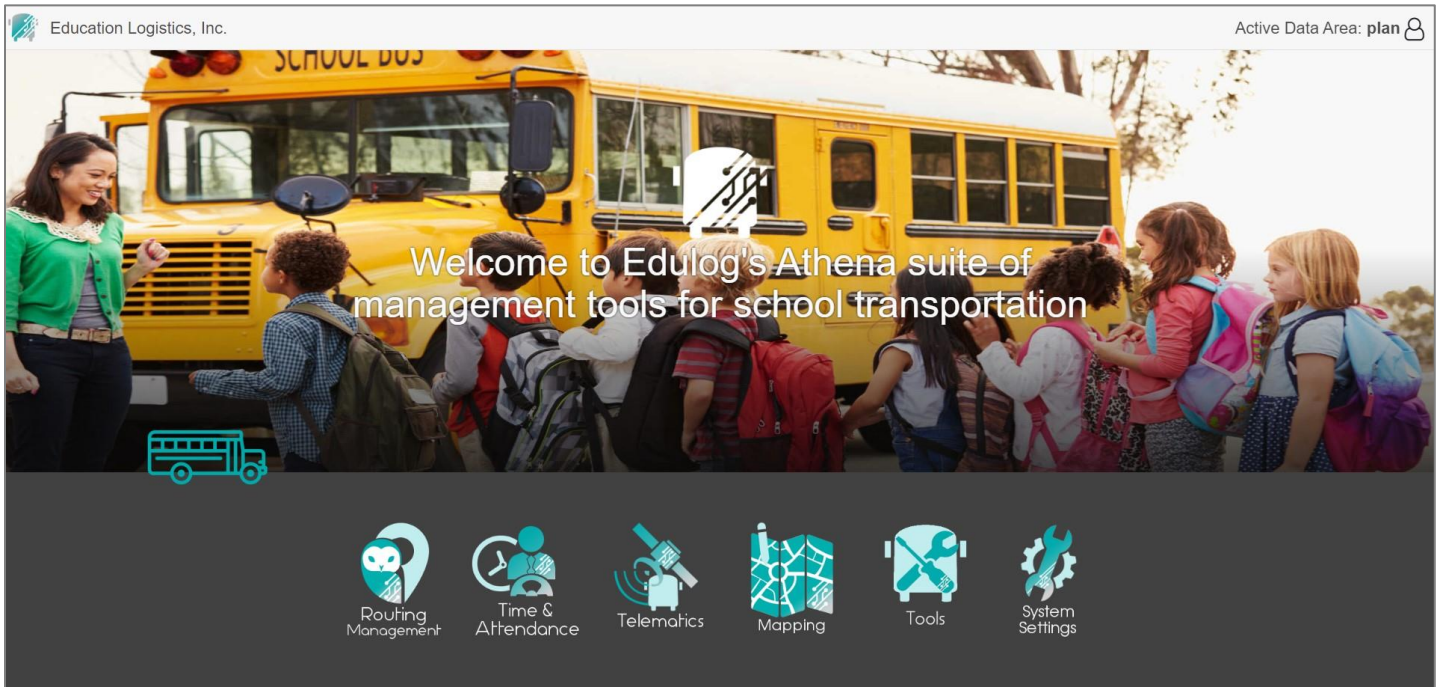 Education Logistics, Inc.
Active Data Area: plan
SCHOOL BUS
Welcome to Edulog's Athena suite of
management tools for school transportation
Routing
Management
Time &
Attendance
Telematics
Mapping
Tools
System
Settings